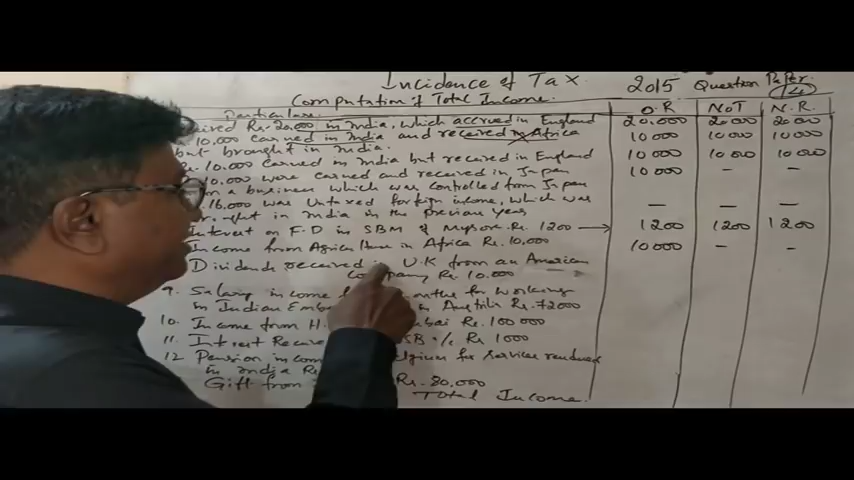 Incidence of Tax 2015 Question Paper
Computation of Total Income.
Particulars O.R NOT N.R.
Rs. 20,000 in India, which accrued in England 20,000 20000 20000
10,000 earned in India and received in Africa 10000 10000 10000
but brought in India.
Rs. 10,000 earned in India but received in England 10000 10000 10000
10,000 were earned and received in Japan 10000 - -
a business which was controlled from Japan
16,000 was Untaxed foreign income, which was — — —
in India in the previous year
Interest on F.D in SBM of Mysore Rs. 1200 → 1200 1200 1200
Income from Agriculture in Africa Rs. 10,000 10000 - -
Dividends received in U.K from an American
Company Rs. 10.000
9. Salary income for working
in Indian in Rs. 72000
10. Income from H. Rs. 100000
11. SB a/c Rs 1000
12 Pension for services rendered
in India
Gift from Rs. 80,000
Total Income.